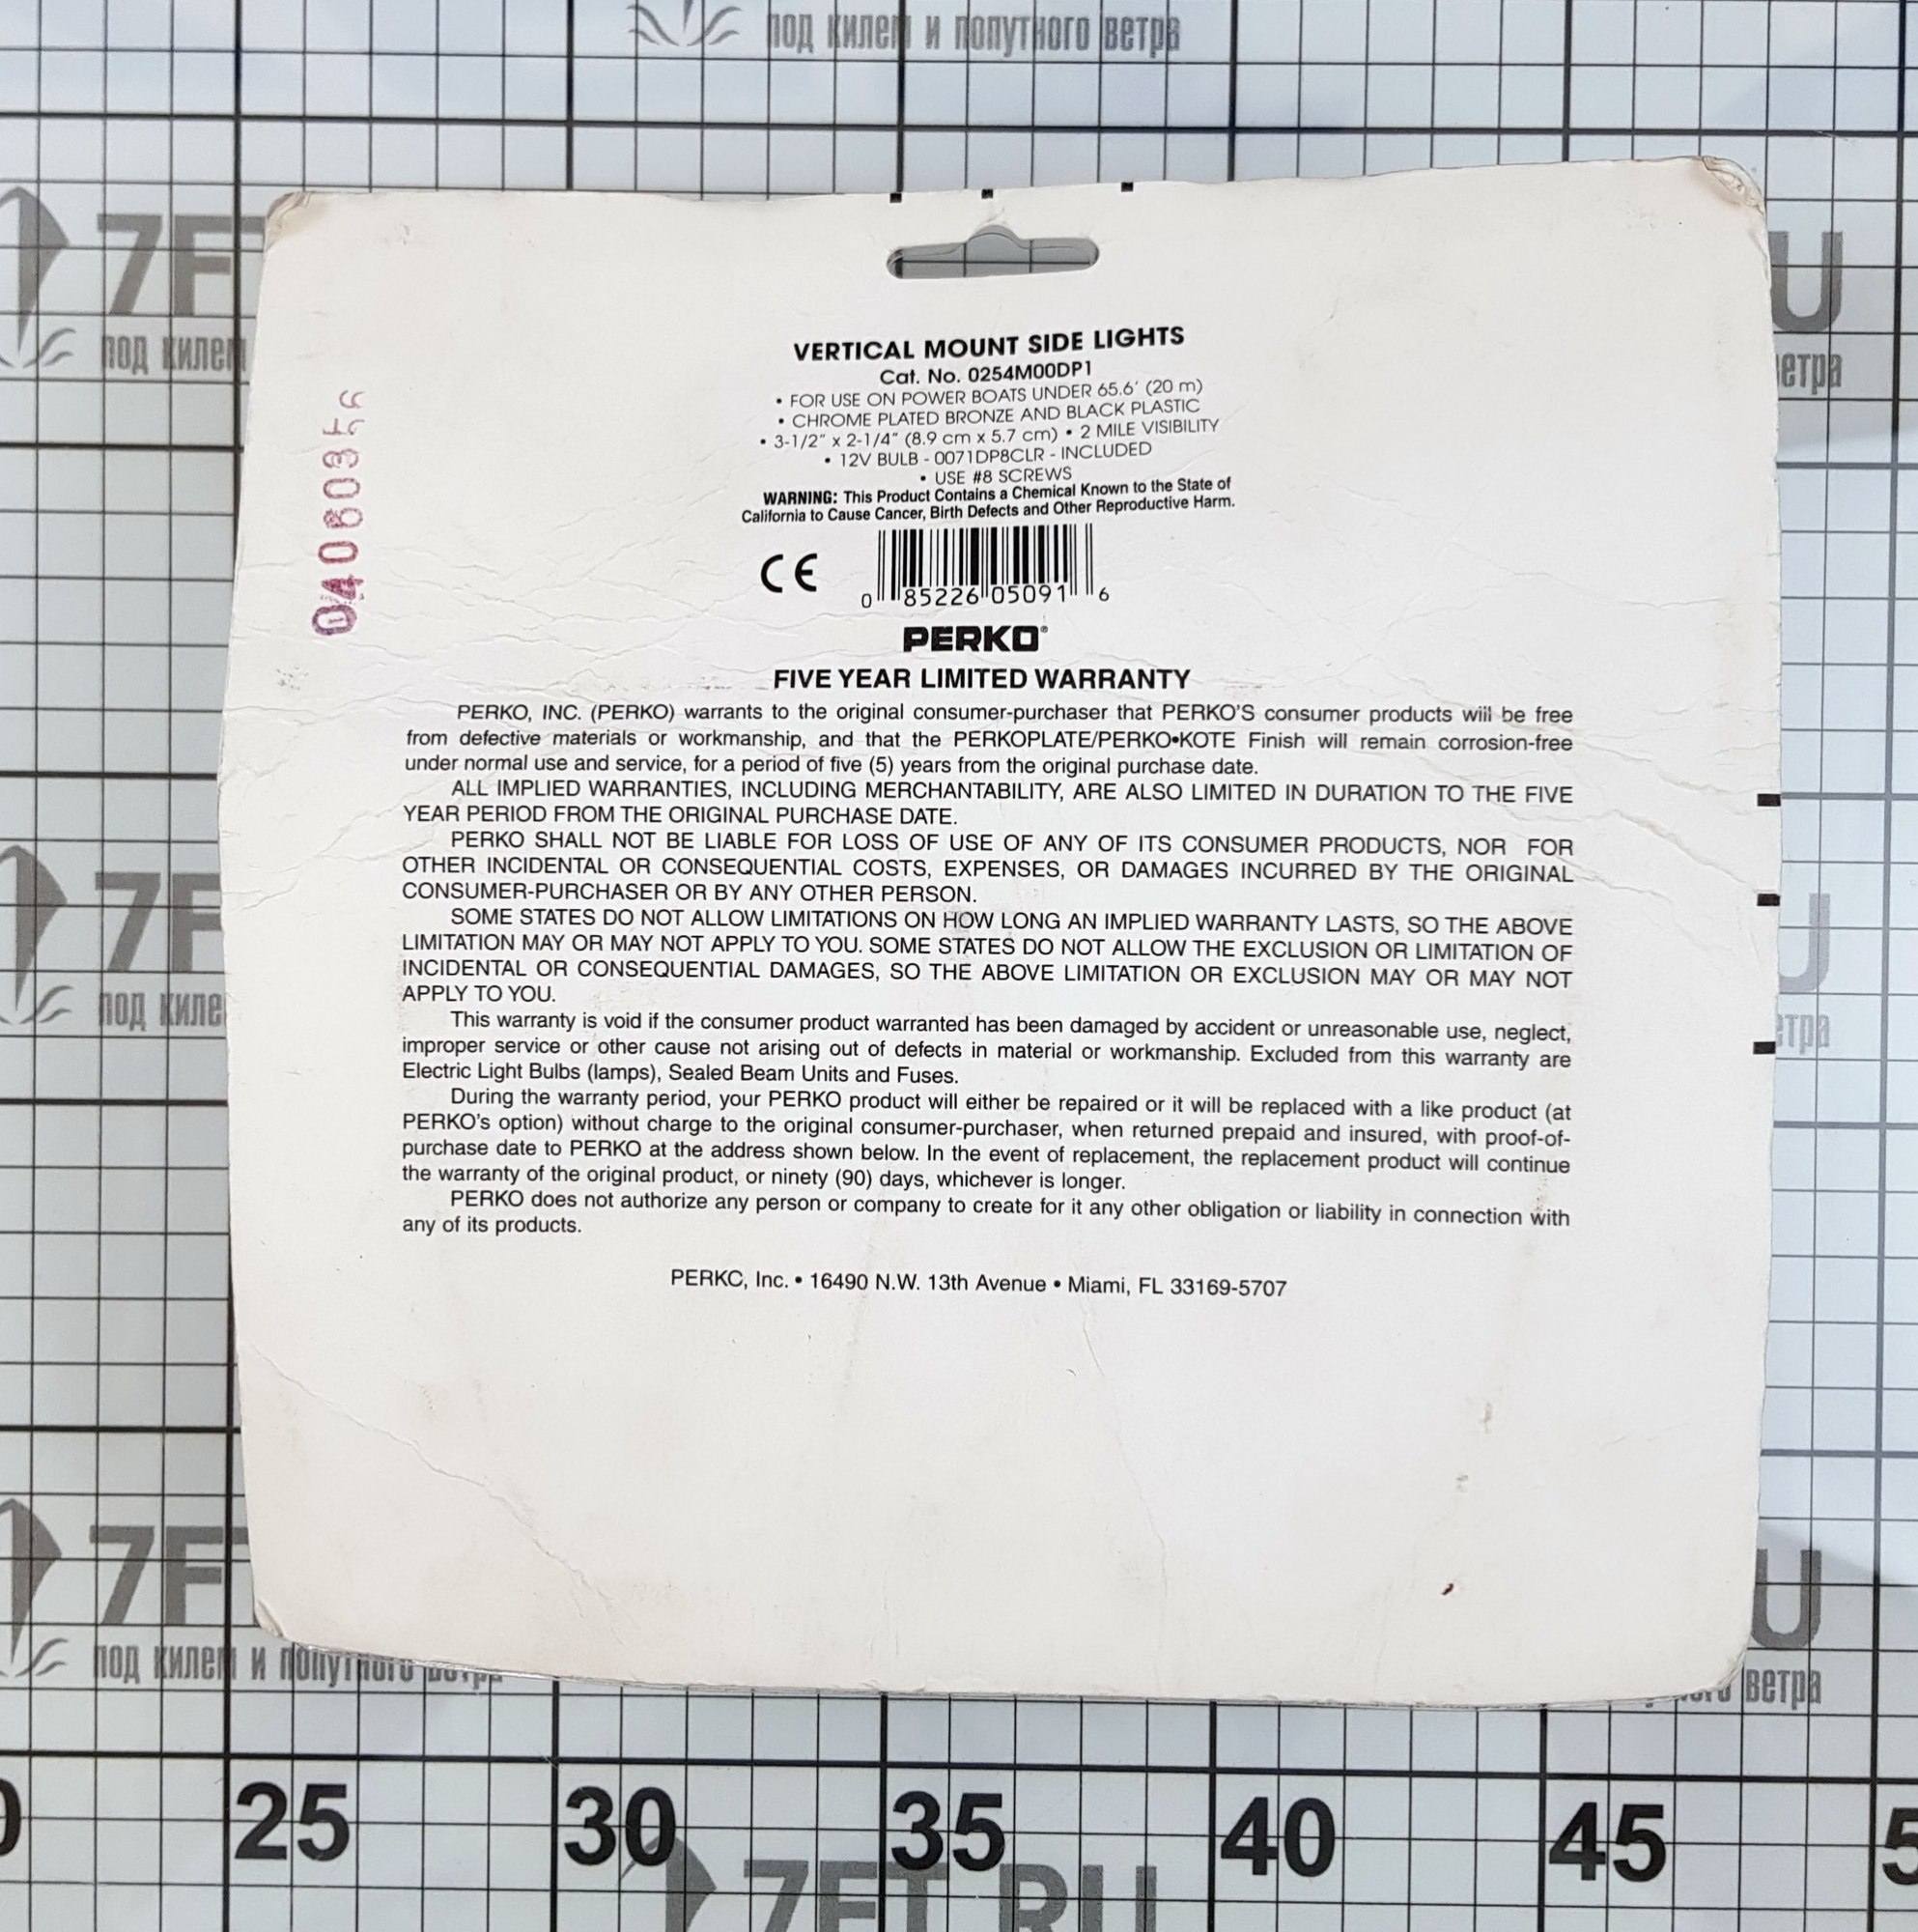 под килем и попутного ветра
VERTICAL MOUNT SIDE LIGHTS
Cat. No. 0254M00DP1
• FOR USE ON POWER BOATS UNDER 65.6' (20 m)
• CHROME PLATED BRONZE AND BLACK PLASTIC
• 3-1/2" x 2-1/4" (8.9 cm x 5.7 cm) • 2 MILE VISIBILITY
• 12V BULB - 0071DP8CLR - INCLUDED
• USE #8 SCREWS
WARNING: This Product Contains a Chemical Known to the State of
California to Cause Cancer, Birth Defects and Other Reproductive Harm.
CE
0 85226 05091 6
PERKO®
FIVE YEAR LIMITED WARRANTY
PERKO, INC. (PERKO) warrants to the original consumer-purchaser that PERKO'S consumer products will be free
from defective materials or workmanship, and that the PERKOPLATE/PERKO•KOTE Finish will remain corrosion-free
under normal use and service, for a period of five (5) years from the original purchase date.
ALL IMPLIED WARRANTIES, INCLUDING MERCHANTABILITY, ARE ALSO LIMITED IN DURATION TO THE FIVE
YEAR PERIOD FROM THE ORIGINAL PURCHASE DATE.
PERKO SHALL NOT BE LIABLE FOR LOSS OF USE OF ANY OF ITS CONSUMER PRODUCTS, NOR FOR
OTHER INCIDENTAL OR CONSEQUENTIAL COSTS, EXPENSES, OR DAMAGES INCURRED BY THE ORIGINAL
CONSUMER-PURCHASER OR BY ANY OTHER PERSON.
SOME STATES DO NOT ALLOW LIMITATIONS ON HOW LONG AN IMPLIED WARRANTY LASTS, SO THE ABOVE
LIMITATION MAY OR MAY NOT APPLY TO YOU. SOME STATES DO NOT ALLOW THE EXCLUSION OR LIMITATION OF
INCIDENTAL OR CONSEQUENTIAL DAMAGES, SO THE ABOVE LIMITATION OR EXCLUSION MAY OR MAY NOT
APPLY TO YOU.
This warranty is void if the consumer product warranted has been damaged by accident or unreasonable use, neglect,
improper service or other cause not arising out of defects in material or workmanship. Excluded from this warranty are
Electric Light Bulbs (lamps), Sealed Beam Units and Fuses.
During the warranty period, your PERKO product will either be repaired or it will be replaced with a like product (at
PERKO's option) without charge to the original consumer-purchaser, when returned prepaid and insured, with proof-of-
purchase date to PERKO at the address shown below. In the event of replacement, the replacement product will continue
the warranty of the original product, or ninety (90) days, whichever is longer.
PERKO does not authorize any person or company to create for it any other obligation or liability in connection with
any of its products.
PERKC, Inc. • 16490 N.W. 13th Avenue • Miami, FL 33169-5707
под килем и попутного ветра
25 30 35 40 45
7FT.RU